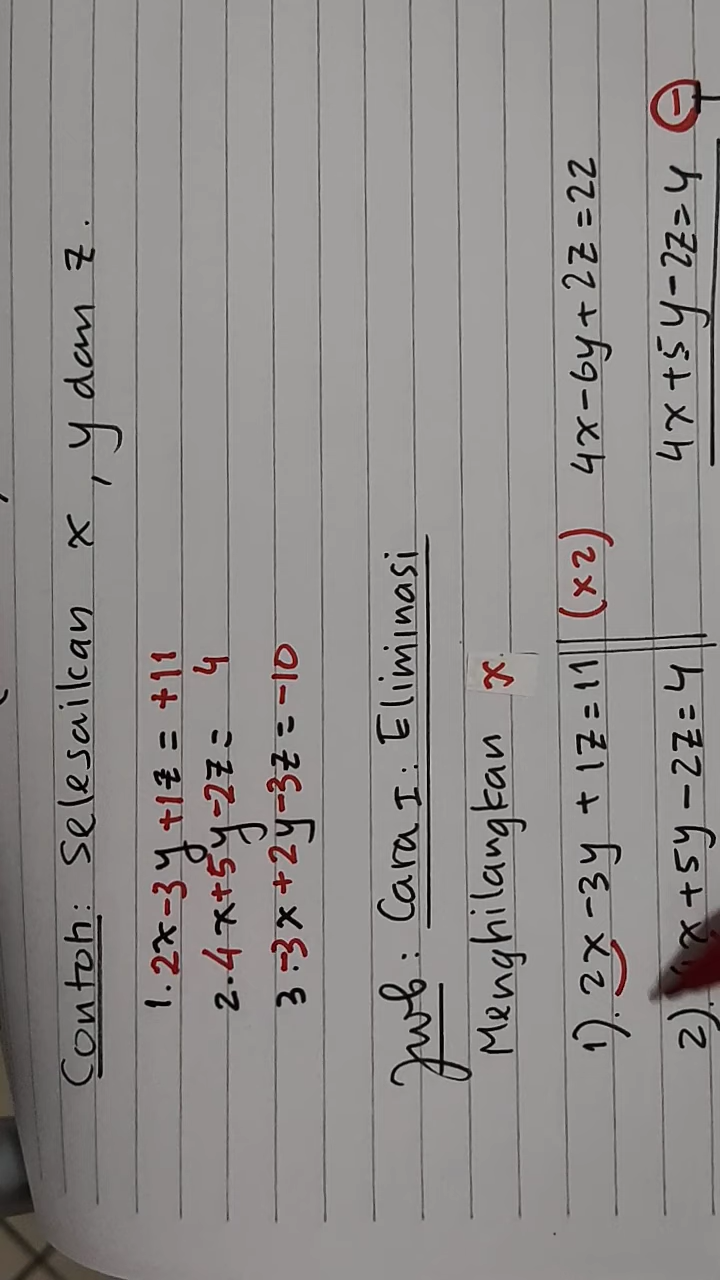 Contoh: Selesaikan x, y dan z.
1. 2x-3y+1z=+11
2. 4x+5y-2z= 4
3. -3x+2y-3z=-10
Jwb: Cara I: Eliminasi
Menghilangkan x
1). 2x-3y+1z=11 (x2) 4x-6y+2z=22
2). x+5y-2z=4 4x+5y-2z=4 -